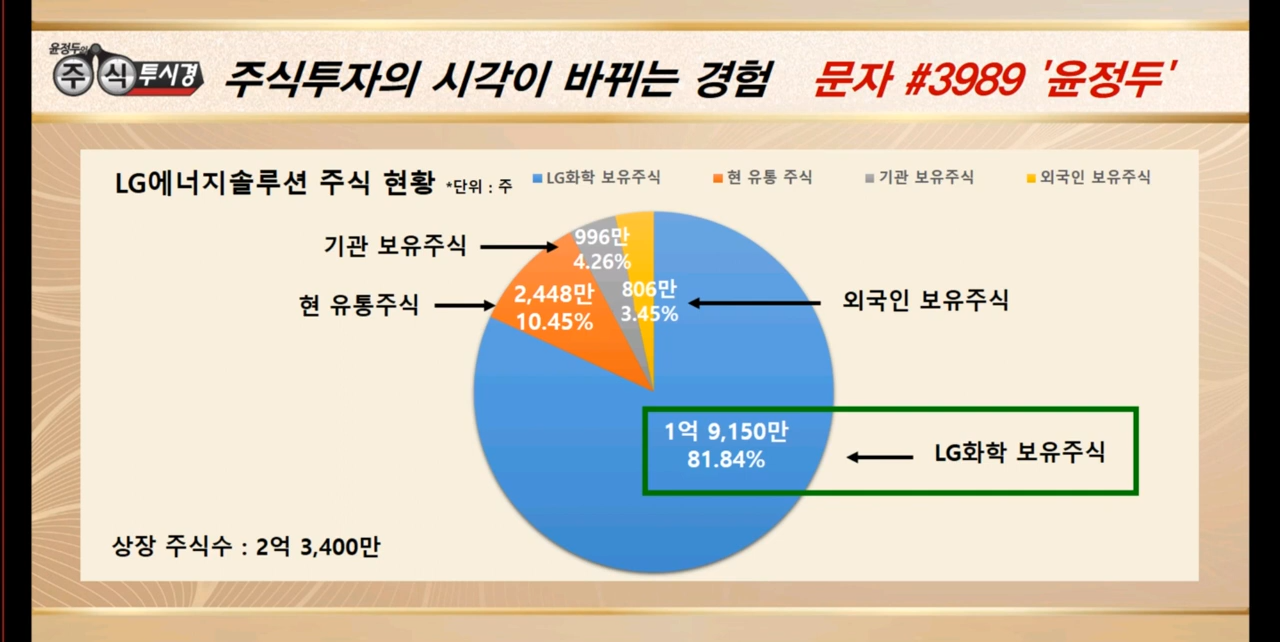 윤정두의
주식투시경
주식투자의 시각이 바뀌는 경험 문자 #3989 '윤정두'
LG에너지솔루션 주식 현황 *단위 : 주
LG화학 보유주식 현 유통 주식 기관 보유주식 외국인 보유주식
기관 보유주식
996만
4.26%
현 유통주식
2,448만
10.45%
806만
3.45%
외국인 보유주식
1억 9,150만
81.84%
LG화학 보유주식
상장 주식수 : 2억 3,400만